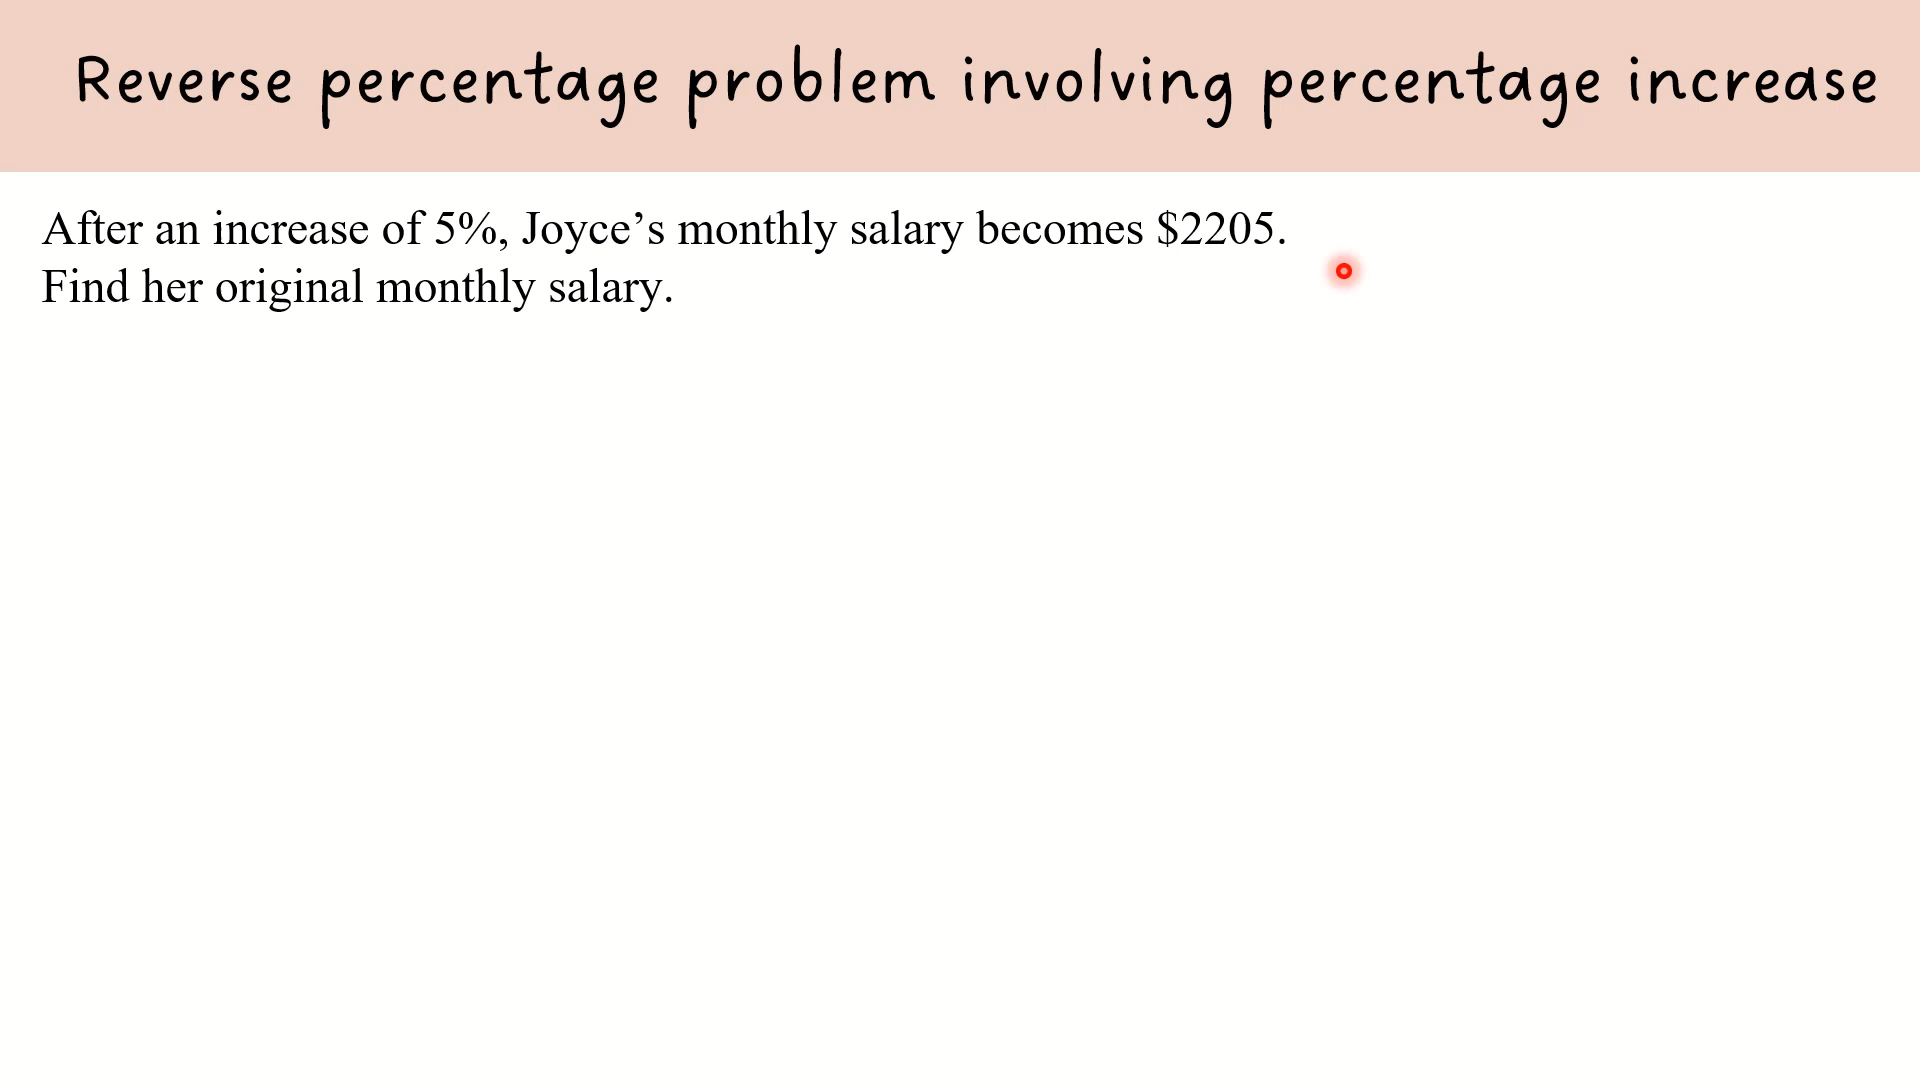 Reverse percentage problem involving percentage increase
After an increase of 5%, Joyce’s monthly salary becomes $2205.
Find her original monthly salary.